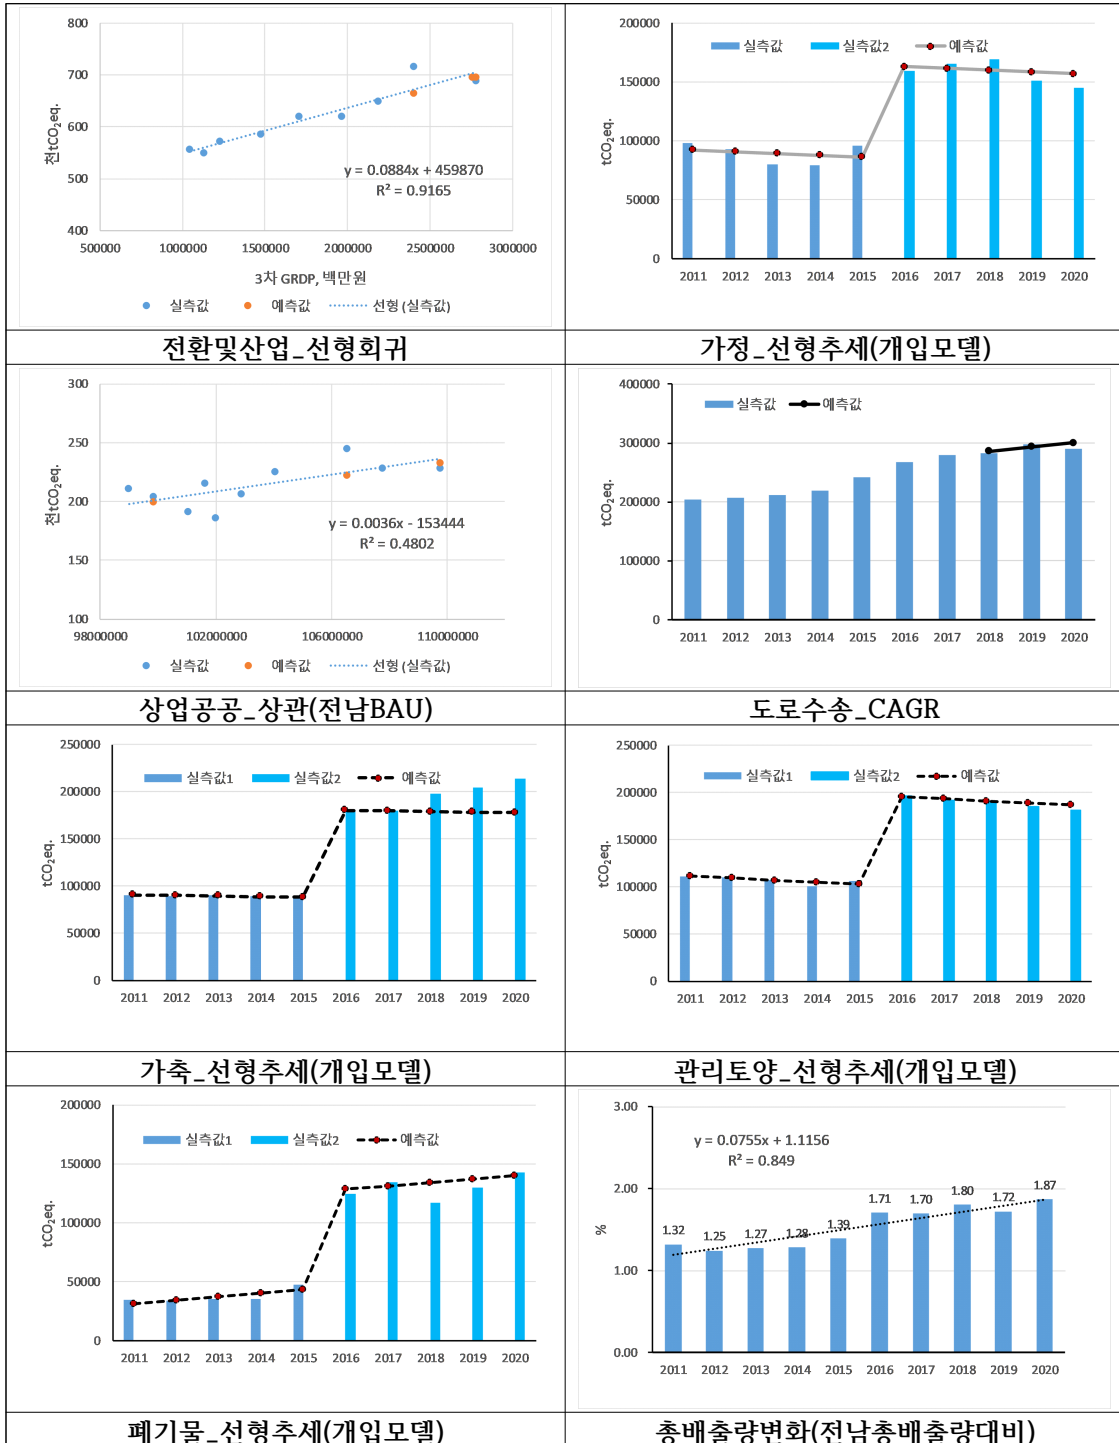 800
700
600
500
400
천tCO₂eq.
y = 0.0884x + 459870
R² = 0.9165
500000 1000000 1500000 2000000 2500000 3000000
3차 GRDP, 백만원
실측값 예측값 선형 (실측값)
전환및산업_선형회귀
200000
150000
100000
50000
0
tCO₂eq.
실측값 실측값2 예측값
2011 2012 2013 2014 2015 2016 2017 2018 2019 2020
가정_선형추세(개입모델)
300
250
200
150
100
천tCO₂eq.
y = 0.0036x - 153444
R² = 0.4802
98000000 102000000 106000000 110000000
실측값 예측값 선형 (실측값)
상업공공_상관(전남BAU)
400000
300000
200000
100000
0
tCO₂eq.
실측값 예측값
2011 2012 2013 2014 2015 2016 2017 2018 2019 2020
도로수송_CAGR
250000
200000
150000
100000
50000
0
tCO₂eq.
실측값1 실측값2 예측값
2011 2012 2013 2014 2015 2016 2017 2018 2019 2020
가축_선형추세(개입모델)
250000
200000
150000
100000
50000
0
tCO₂eq.
실측값1 실측값2 예측값
2011 2012 2013 2014 2015 2016 2017 2018 2019 2020
관리토양_선형추세(개입모델)
200000
150000
100000
50000
0
tCO₂eq.
실측값1 실측값2 예측값
2011 2012 2013 2014 2015 2016 2017 2018 2019 2020
폐기물_선형추세(개입모델)
3.00
2.00
1.00
0.00
%
y = 0.0755x + 1.1156
R² = 0.849
1.32 1.25 1.27 1.28 1.39 1.71 1.70 1.80 1.72 1.87
2011 2012 2013 2014 2015 2016 2017 2018 2019 2020
총배출량변화(전남총배출량대비)